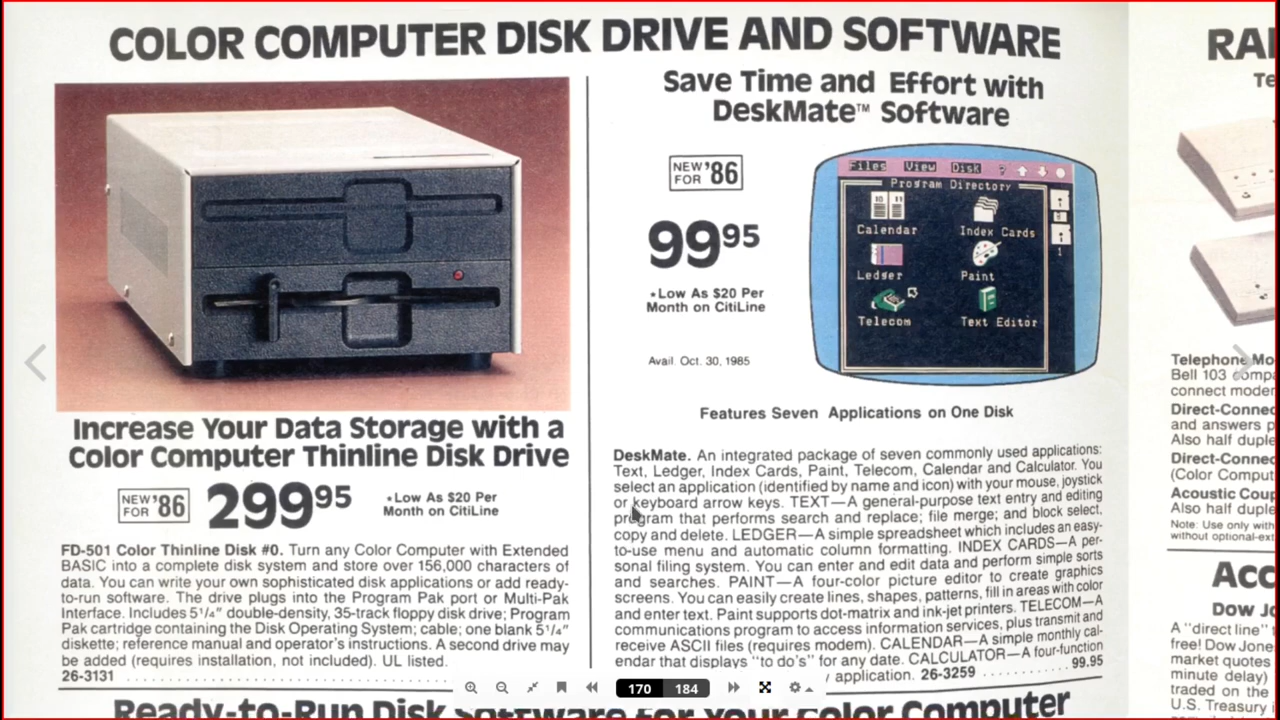 COLOR COMPUTER DISK DRIVE AND SOFTWARE
Increase Your Data Storage with a
Color Computer Thinline Disk Drive
NEW '86
FOR
299 95
*Low As $20 Per
Month on CitiLine
FD-501 Color Thinline Disk #0. Turn any Color Computer with Extended
BASIC into a complete disk system and store over 156,000 characters of
data. You can write your own sophisticated disk applications or add ready-
to-run software. The drive plugs into the Program Pak port or Multi-Pak
Interface. Includes 5¹/₄" double-density, 35-track floppy disk drive; Program
Pak cartridge containing the Disk Operating System; cable; one blank 5¹/₄"
diskette; reference manual and operator's instructions. A second drive may
be added (requires installation, not included). UL listed.
26-3131
Save Time and Effort with
DeskMate™ Software
NEW '86
FOR
99 95
*Low As $20 Per
Month on CitiLine
Avail. Oct. 30, 1985
Files View Disk ?
Program Directory
10 11
Calendar Index Cards
Ledger Paint
Telecom Text Editor
1
Features Seven Applications on One Disk
DeskMate. An integrated package of seven commonly used applications:
Text, Ledger, Index Cards, Paint, Telecom, Calendar and Calculator. You
select an application (identified by name and icon) with your mouse, joystick
or keyboard arrow keys. TEXT—A general-purpose text entry and editing
program that performs search and replace; file merge; and block select,
copy and delete. LEDGER—A simple spreadsheet which includes an easy-
to-use menu and automatic column formatting. INDEX CARDS—A per-
sonal filing system. You can enter and edit data and perform simple sorts
and searches. PAINT—A four-color picture editor to create graphics
screens. You can easily create lines, shapes, patterns, fill in areas with color
and enter text. Paint supports dot-matrix and ink-jet printers. TELECOM—A
communications program to access information services, plus transmit and
receive ASCII files (requires modem). CALENDAR—A simple monthly cal-
endar that displays "to do's" for any date. CALCULATOR—A four-function
application. 26-3259 99.95
Ready-to-Run Disk Software for Your Color Computer
170 184
Telephone Mo
Bell 103 compa
connect modem
Direct-Connec
and answers p
Also half duple
Direct-Connec
(Color Comput
Acoustic Coup
Also half duple
Note: Use only with
without optional-ext
Dow Jo
A "direct line"
free! Dow Jones
market quotes
minute delay)
traded on the
U.S. Treasury